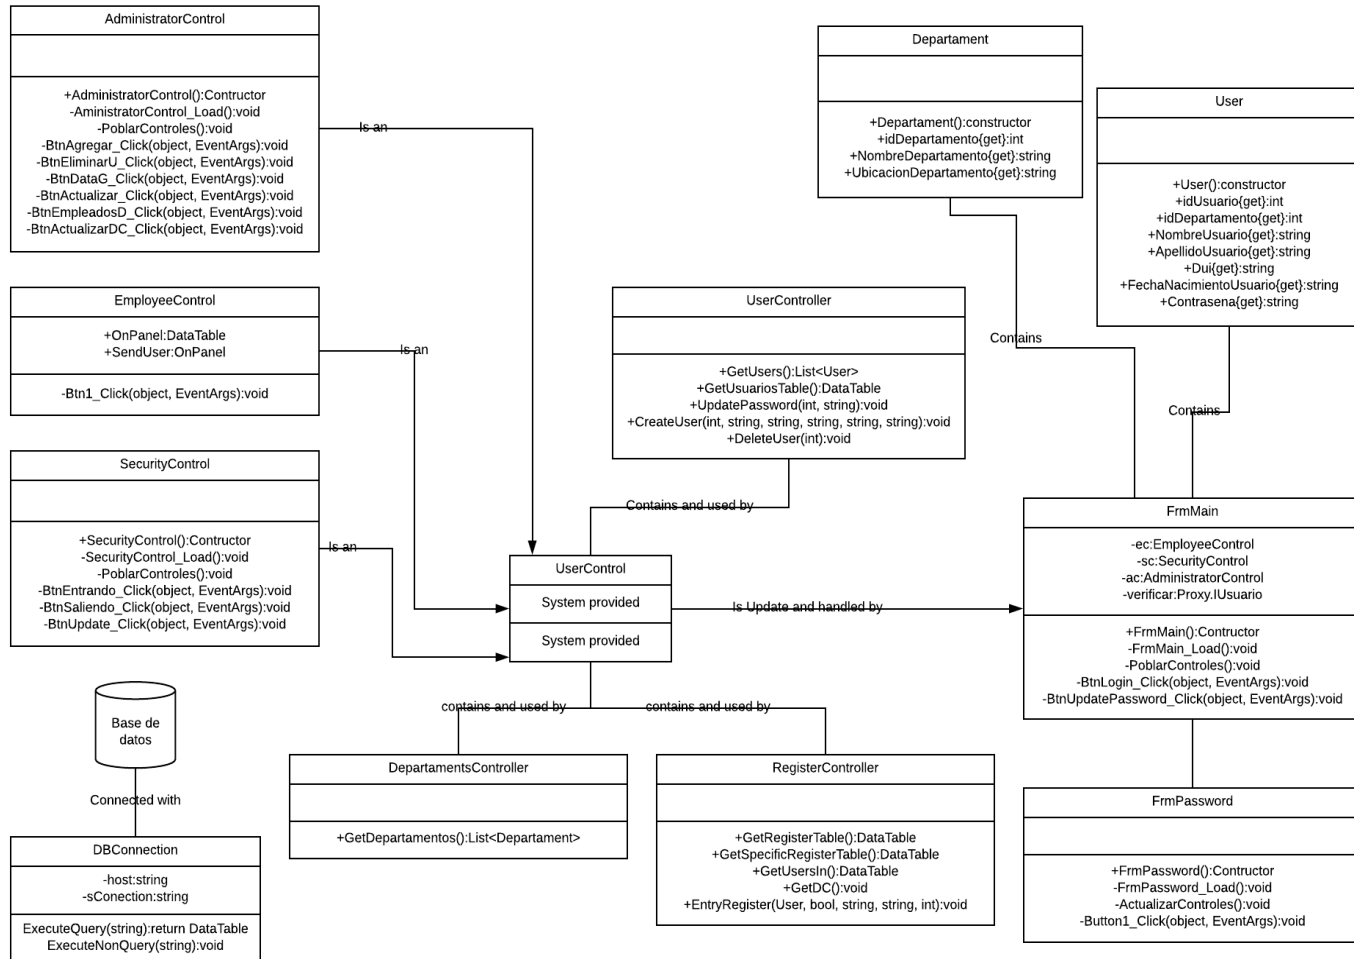 AdministratorControl
+AdministratorControl():Contructor
-AministratorControl_Load():void
-PoblarControles():void
-BtnAgregar_Click(object, EventArgs):void
-BtnEliminarU_Click(object, EventArgs):void
-BtnDataG_Click(object, EventArgs):void
-BtnActualizar_Click(object, EventArgs):void
-BtnEmpleadosD_Click(object, EventArgs):void
-BtnActualizarDC_Click(object, EventArgs):void
Is an
Departament
+Departament():constructor
+idDepartamento{get}:int
+NombreDepartamento{get}:string
+UbicacionDepartamento{get}:string
Contains
User
+User():constructor
+idUsuario{get}:int
+idDepartamento{get}:int
+NombreUsuario{get}:string
+ApellidoUsuario{get}:string
+Dui{get}:string
+FechaNacimientoUsuario{get}:string
+Contrasena{get}:string
Contains
EmployeeControl
+OnPanel:DataTable
+SendUser:OnPanel
-Btn1_Click(object, EventArgs):void
Is an
UserController
+GetUsers():List<User>
+GetUsuariosTable():DataTable
+UpdatePassword(int, string):void
+CreateUser(int, string, string, string, string, string):void
+DeleteUser(int):void
Contains and used by
SecurityControl
+SecurityControl():Contructor
-SecurityControl_Load():void
-PoblarControles():void
-BtnEntrando_Click(object, EventArgs):void
-BtnSaliendo_Click(object, EventArgs):void
-BtnUpdate_Click(object, EventArgs):void
Is an
UserControl
System provided
System provided
Is Update and handled by
FrmMain
-ec:EmployeeControl
-sc:SecurityControl
-ac:AdministratorControl
-verificar:Proxy.IUsuario
+FrmMain():Contructor
-FrmMain_Load():void
-PoblarControles():void
-BtnLogin_Click(object, EventArgs):void
-BtnUpdatePassword_Click(object, EventArgs):void
Base de
datos
Connected with
DBConnection
-host:string
-sConection:string
ExecuteQuery(string):return DataTable
ExecuteNonQuery(string):void
contains and used by
contains and used by
DepartamentsController
+GetDepartamentos():List<Departament>
RegisterController
+GetRegisterTable():DataTable
+GetSpecificRegisterTable():DataTable
+GetUsersIn():DataTable
+GetDC():void
+EntryRegister(User, bool, string, string, int):void
FrmPassword
+FrmPassword():Contructor
-FrmPassword_Load():void
-ActualizarControles():void
-Button1_Click(object, EventArgs):void